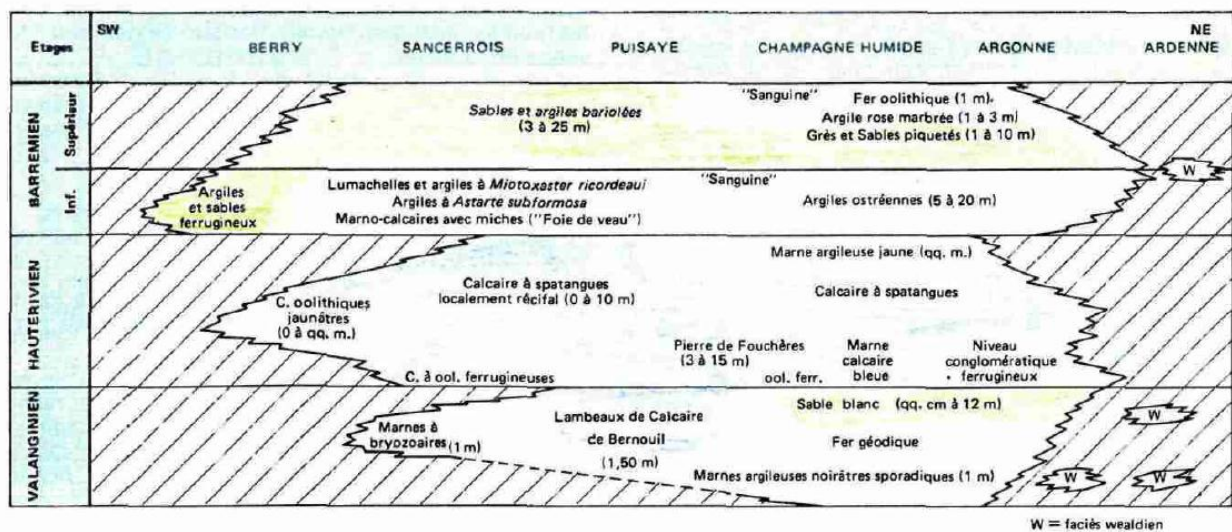 SW
NE
Etages BERRY SANCERROIS PUISAYE CHAMPAGNE HUMIDE ARGONNE ARDENNE
BARREMIEN
Supérieur
Sables et argiles bariolées
(3 à 25 m)
"Sanguine"
Fer oolithique (1 m).
Argile rose marbrée (1 à 3 m)
Grès et Sables piquetés (1 à 10 m)
W
Inf.
Argiles
et sables
ferrugineux
Lumachelles et argiles à Miotoxaster ricordeaui
Argiles à Astarte subformosa
Marno-calcaires avec miches ("Foie de veau")
"Sanguine"
Argiles ostréennes (5 à 20 m)
HAUTERIVIEN
Marne argileuse jaune (qq. m.)
C. oolithiques
jaunâtres
(0 à qq. m.)
Calcaire à spatangues
localement récifal (0 à 10 m)
Calcaire à spatangues
C. à ool. ferrugineuses
Pierre de Fouchères
(3 à 15 m)
ool. ferr.
Marne
calcaire
bleue
Niveau
conglomératique
ferrugineux
VALANGINIEN
Marnes à
bryozoaires (1 m)
Lambeaux de Calcaire
de Bernouil
(1,50 m)
Sable blanc (qq. cm à 12 m)
Fer géodique
Marnes argileuses noirâtres sporadiques (1 m)
W
W
W
W = faciès wealdien